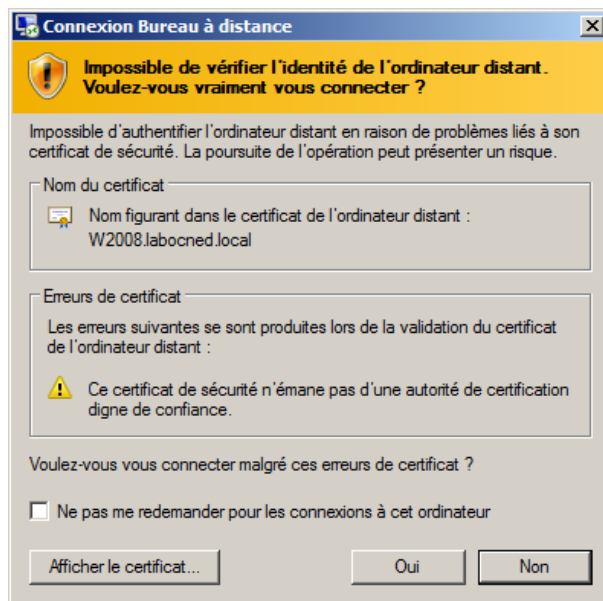 Connexion Bureau à distance
Impossible de vérifier l'identité de l'ordinateur distant.
Voulez-vous vraiment vous connecter ?
Impossible d'authentifier l'ordinateur distant en raison de problèmes liés à son
certificat de sécurité. La poursuite de l'opération peut présenter un risque.
Nom du certificat
Nom figurant dans le certificat de l'ordinateur distant :
W2008.labocned.local
Erreurs de certificat
Les erreurs suivantes se sont produites lors de la validation du certificat
de l'ordinateur distant :
Ce certificat de sécurité n'émane pas d'une autorité de certification
digne de confiance.
Voulez-vous vous connecter malgré ces erreurs de certificat ?
Ne pas me redemander pour les connexions à cet ordinateur
Afficher le certificat...
Oui
Non